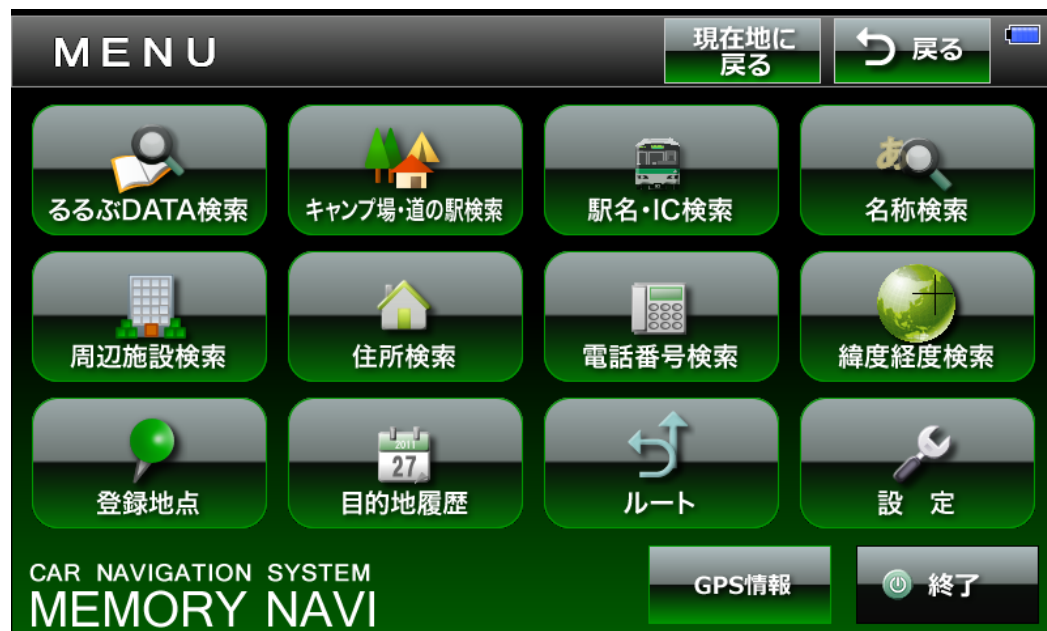 MENU
現在地に
戻る
戻る
るるぶDATA検索
キャンプ場・道の駅検索
駅名・IC検索
あ
名称検索
周辺施設検索
住所検索
電話番号検索
緯度経度検索
登録地点
2011
27
目的地履歴
ルート
設 定
CAR NAVIGATION SYSTEM
MEMORY NAVI
GPS情報
終了